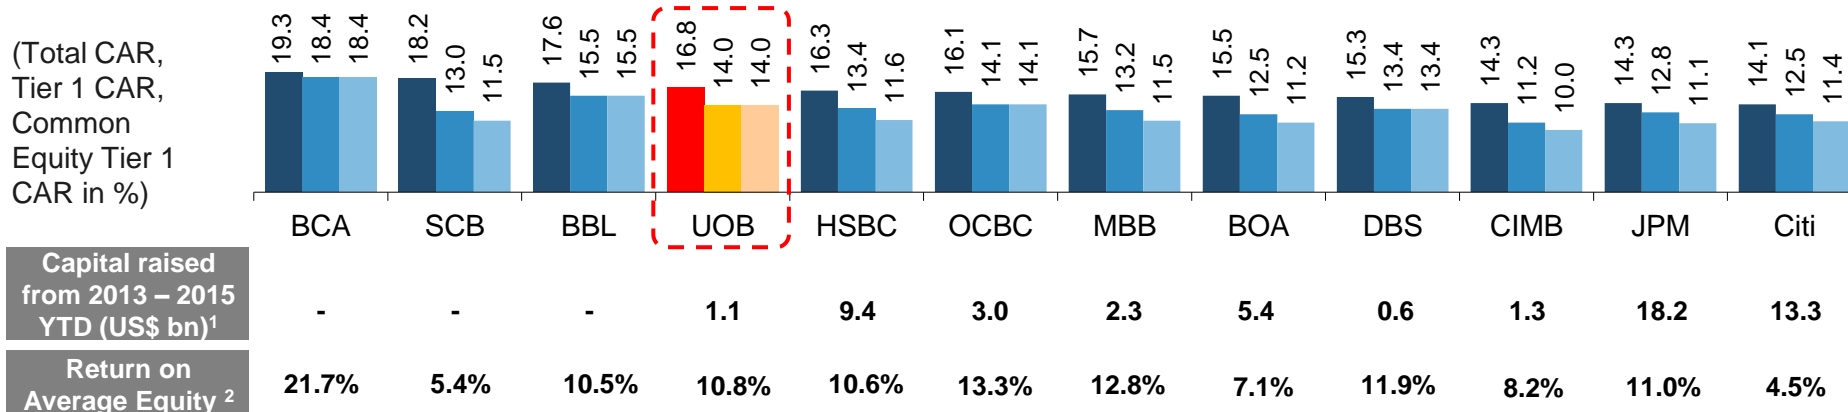 (Total CAR,
Tier 1 CAR,
Common
Equity Tier 1
CAR in %)
19.3 18.4 18.4 18.2 13.0 11.5 17.6 15.5 15.5 16.8 14.0 14.0 16.3 13.4 11.6 16.1 14.1 14.1 15.7 13.2 11.5 15.5 12.5 11.2 15.3 13.4 13.4 14.3 11.2 10.0 14.3 12.8 11.1 14.1 12.5 11.4
BCA SCB BBL UOB HSBC OCBC MBB BOA DBS CIMB JPM Citi
Capital raised
from 2013 – 2015
YTD (US$ bn)¹
- - - 1.1 9.4 3.0 2.3 5.4 0.6 1.3 18.2 13.3
Return on
Average Equity ²
21.7% 5.4% 10.5% 10.8% 10.6% 13.3% 12.8% 7.1% 11.9% 8.2% 11.0% 4.5%